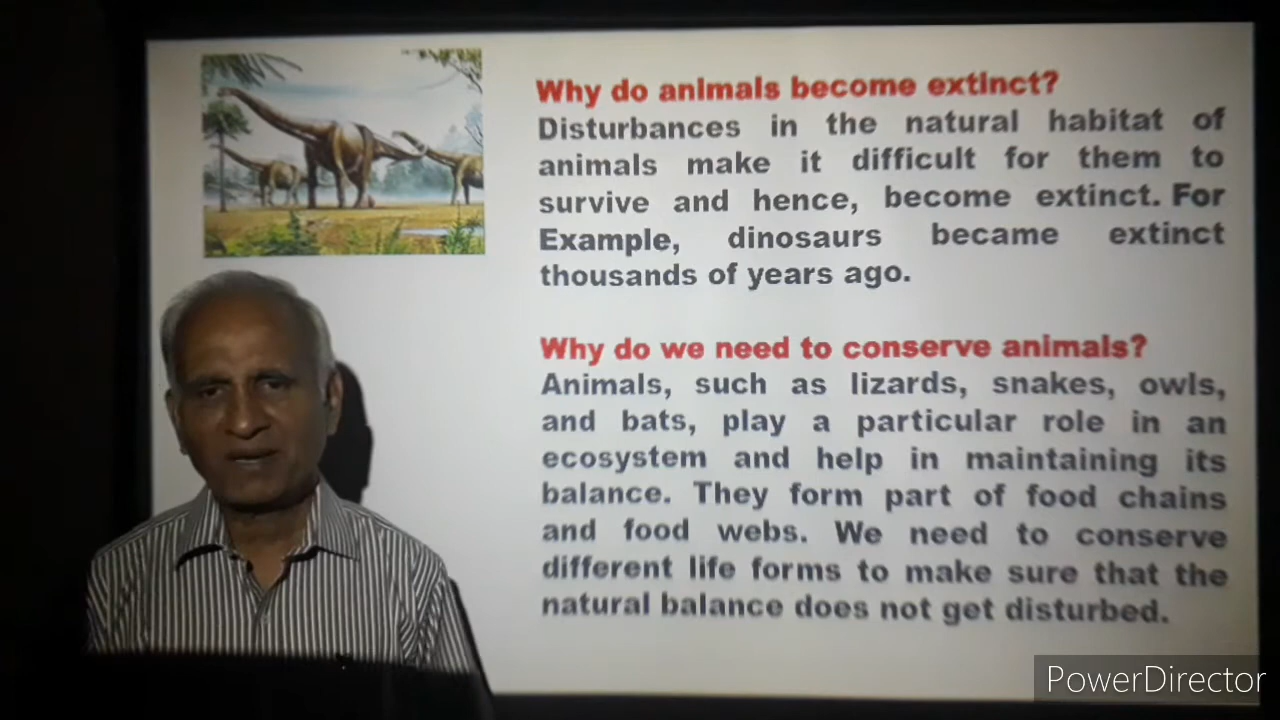 Why do animals become extinct?
Disturbances in the natural habitat of
animals make it difficult for them to
survive and hence, become extinct. For
Example, dinosaurs became extinct
thousands of years ago.
Why do we need to conserve animals?
Animals, such as lizards, snakes, owls,
and bats, play a particular role in an
ecosystem and help in maintaining its
balance. They form part of food chains
and food webs. We need to conserve
different life forms to make sure that the
natural balance does not get disturbed.
PowerDirector